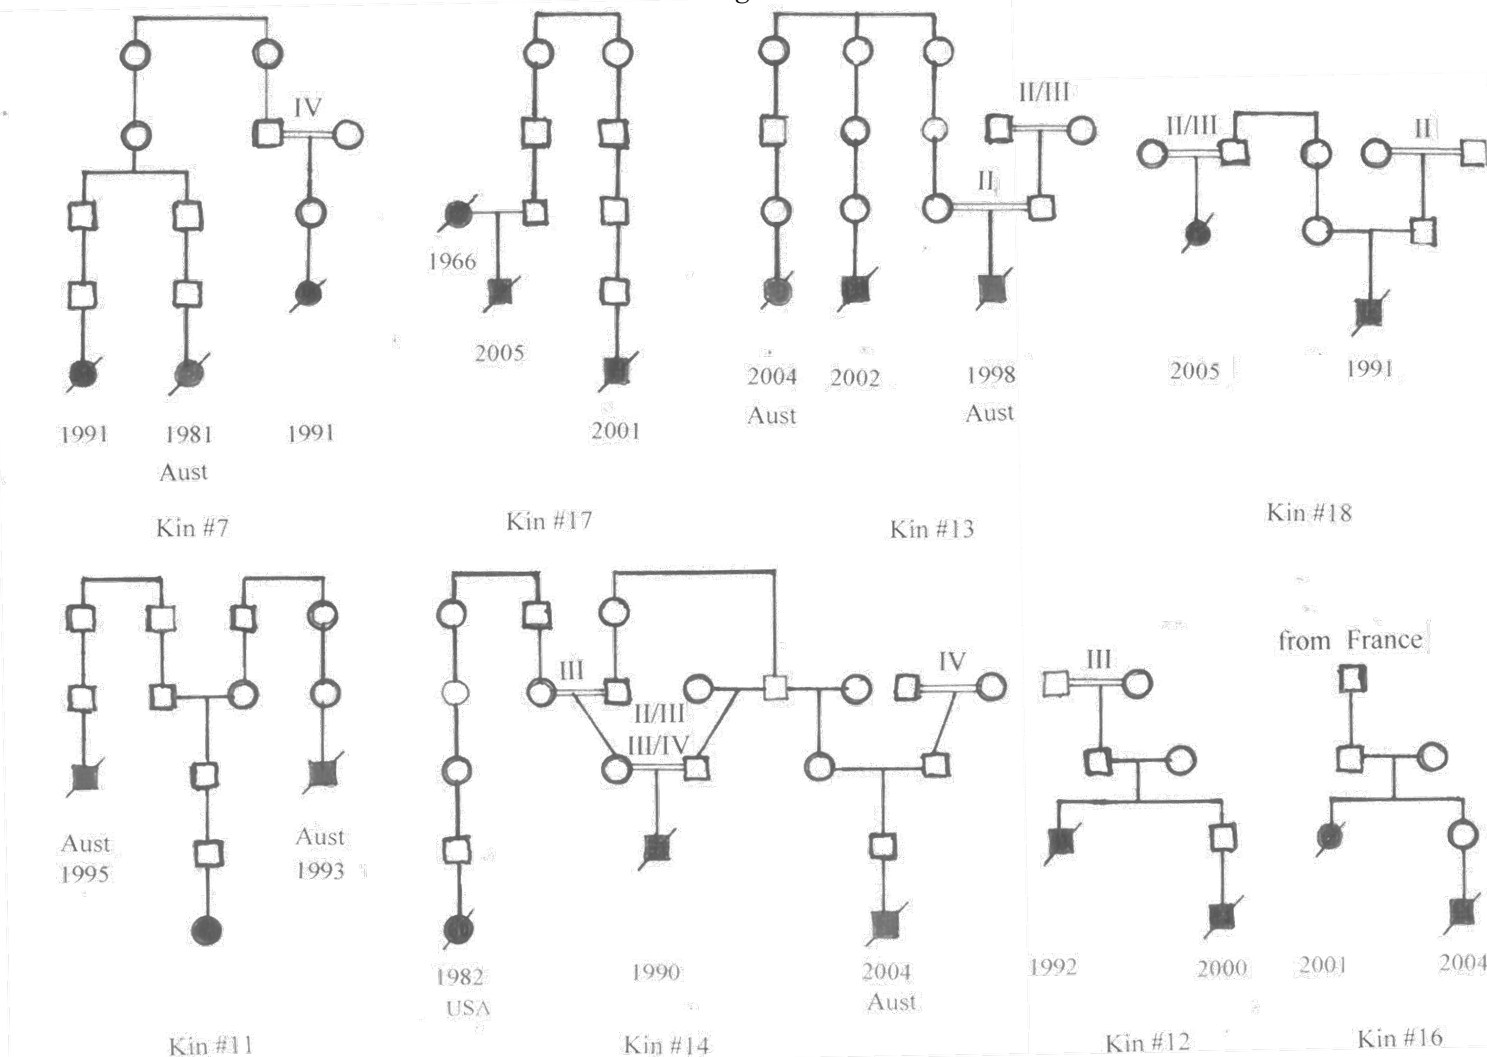 IV
1991
1981
Aust
1991
Kin #7
1966
2005
2001
Kin #17
II/III
II
2004
Aust
2002
1998
Aust
Kin #13
II/III
II
2005
1991
Kin #18
Aust
1995
Aust
1993
Kin #11
III
II/III
III/IV
IV
1982
USA
1990
2004
Aust
Kin #14
III
1992
2000
Kin #12
from France
2001
2004
Kin #16